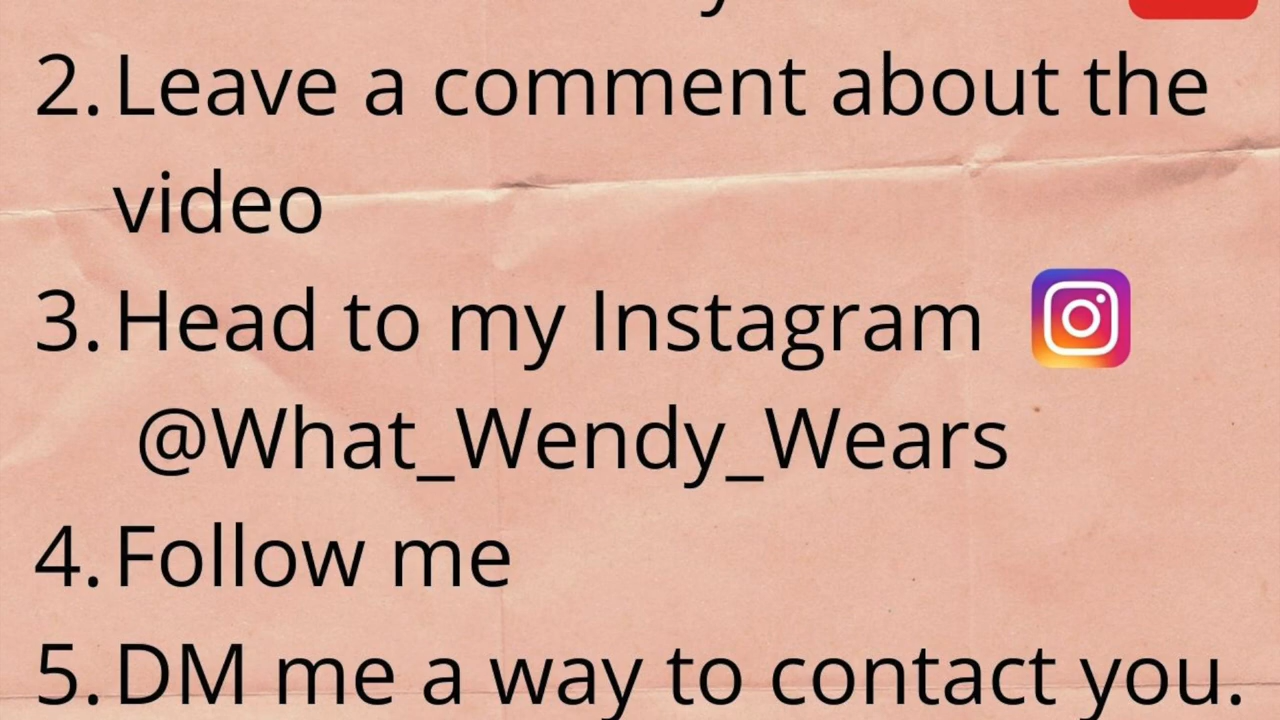 2. Leave a comment about the
video
3. Head to my Instagram
@What_Wendy_Wears
4. Follow me
5. DM me a way to contact you.